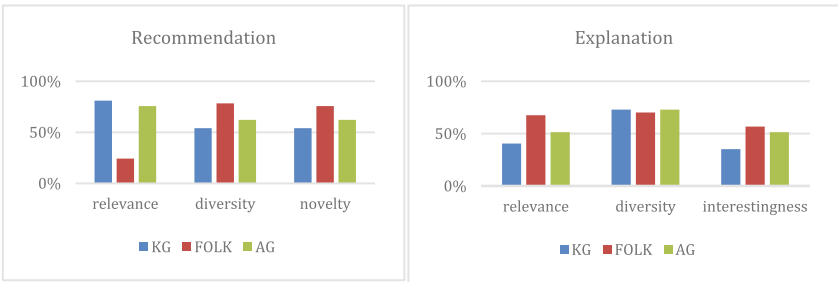 Recommendation
100%
50%
0%
relevance diversity novelty
KG FOLK AG
Explanation
100%
50%
0%
relevance diversity interestingness
KG FOLK AG